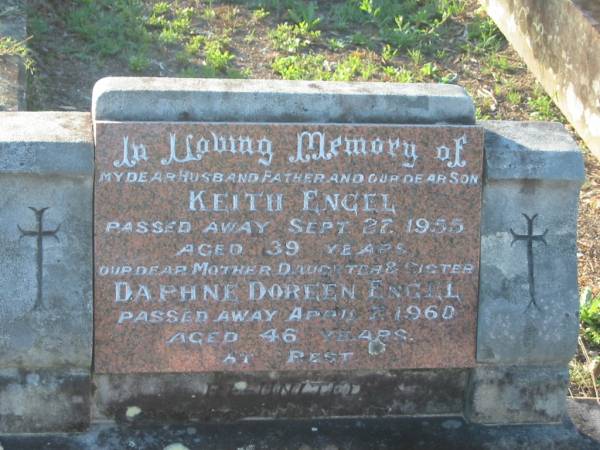 In Loving Memory of
MY DEAR HUSBAND FATHER AND OUR DEAR SON
KEITH ENGEL
PASSED AWAY SEPT. 27. 1955
AGED 39 YEARS
OUR DEAR MOTHER DAUGHTER & SISTER
DAPHNE DOREEN ENGEL
PASSED AWAY APRIL 1960
AGED 46 YEARS.
AT REST
RE-UNITED